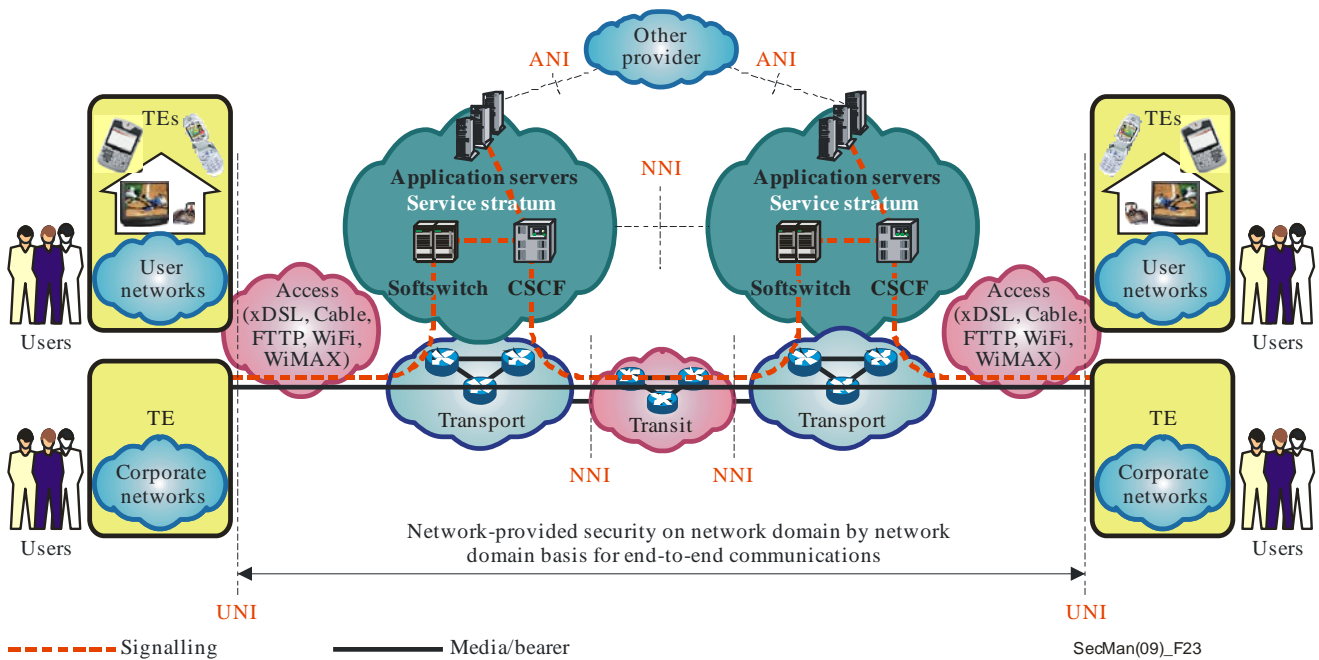 Other
provider
ANI
ANI
TEs
TEs
NNI
Application servers
Service stratum
Application servers
Service stratum
User
networks
User
networks
Softswitch
CSCF
Softswitch
CSCF
Access
(xDSL, Cable,
FTTP, WiFi,
WiMAX)
Access
(xDSL, Cable,
FTTP, WiFi,
WiMAX)
Users
Users
TE
Transport
Transit
Transport
TE
Corporate
networks
NNI
NNI
Corporate
networks
Users
Users
Network-provided security on network domain by network
domain basis for end-to-end communications
UNI
UNI
Signalling
Media/bearer
SecMan(09)_F23